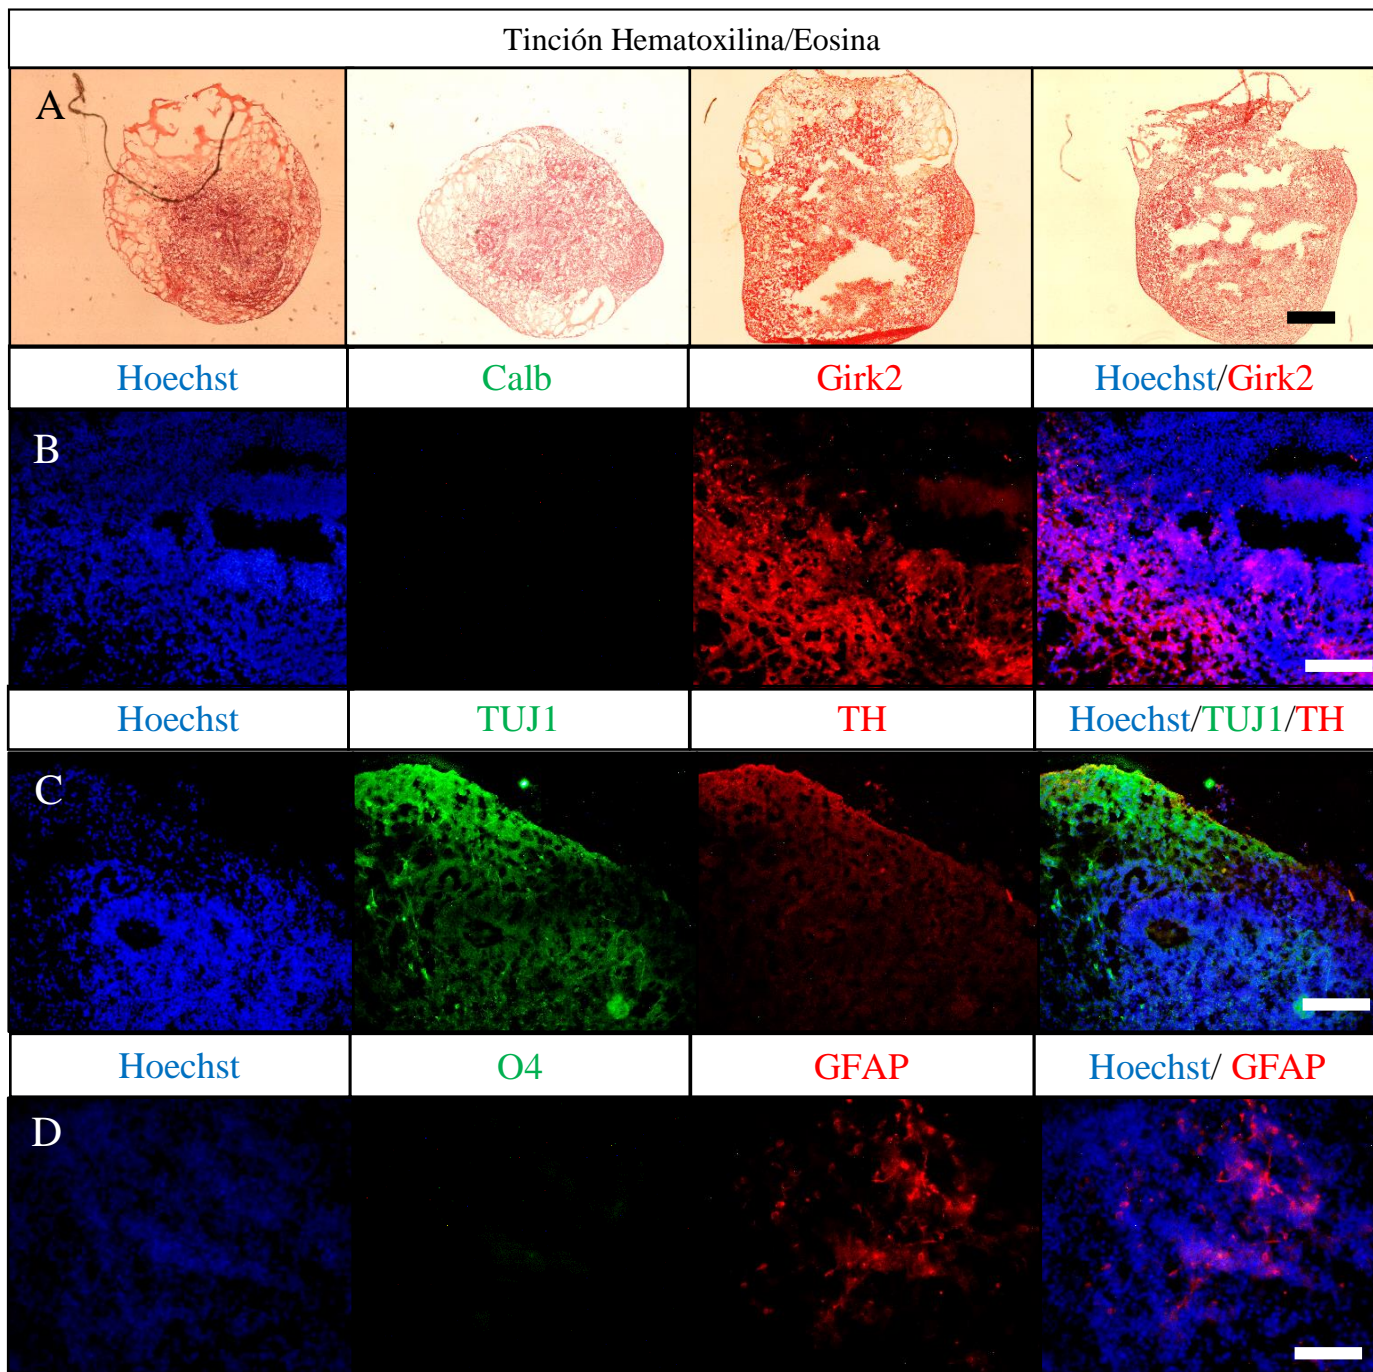 Tinción Hematoxilina/Eosina
A
Hoechst Calb Girk2 Hoechst/Girk2
B
Hoechst TUJ1 TH Hoechst/TUJ1/TH
C
Hoechst O4 GFAP Hoechst/ GFAP
D